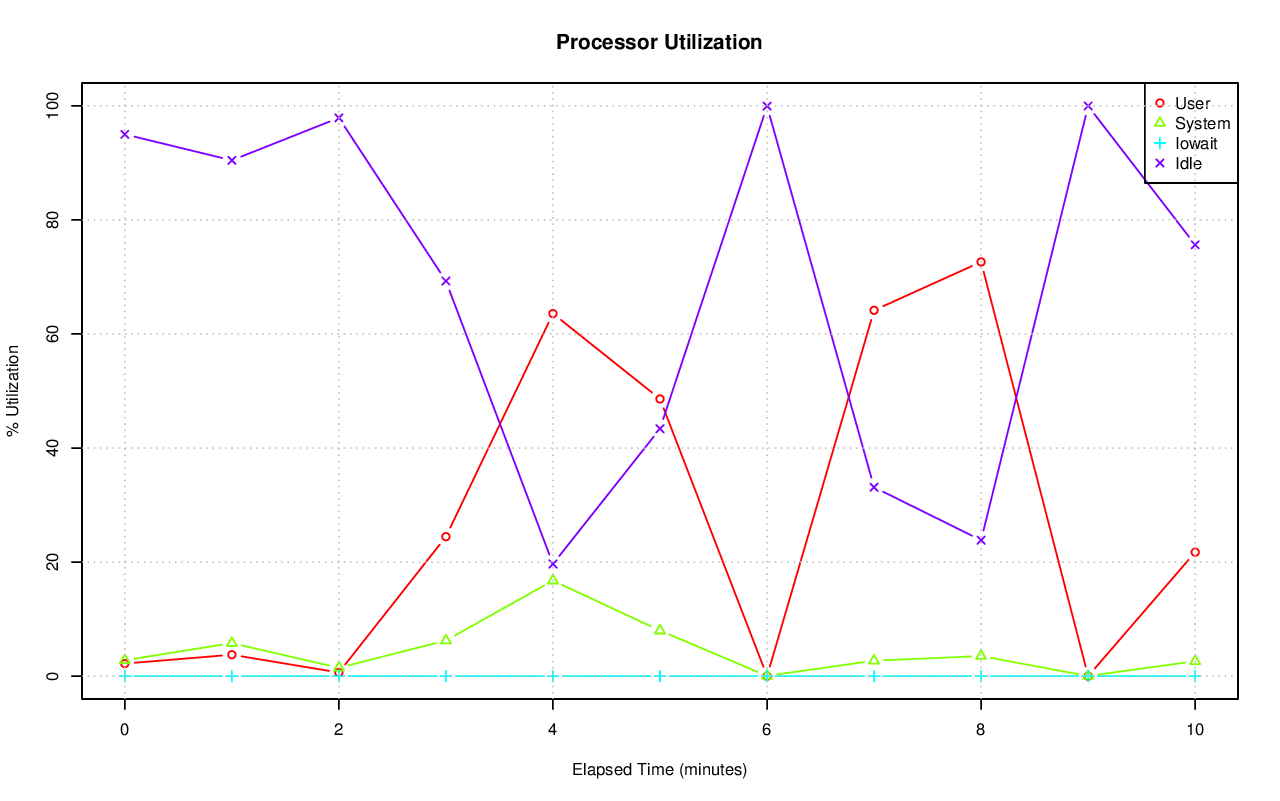 Processor Utilization
User
System
Iowait
Idle
100
80
60
40
20
0
% Utilization
0 2 4 6 8 10
Elapsed Time (minutes)